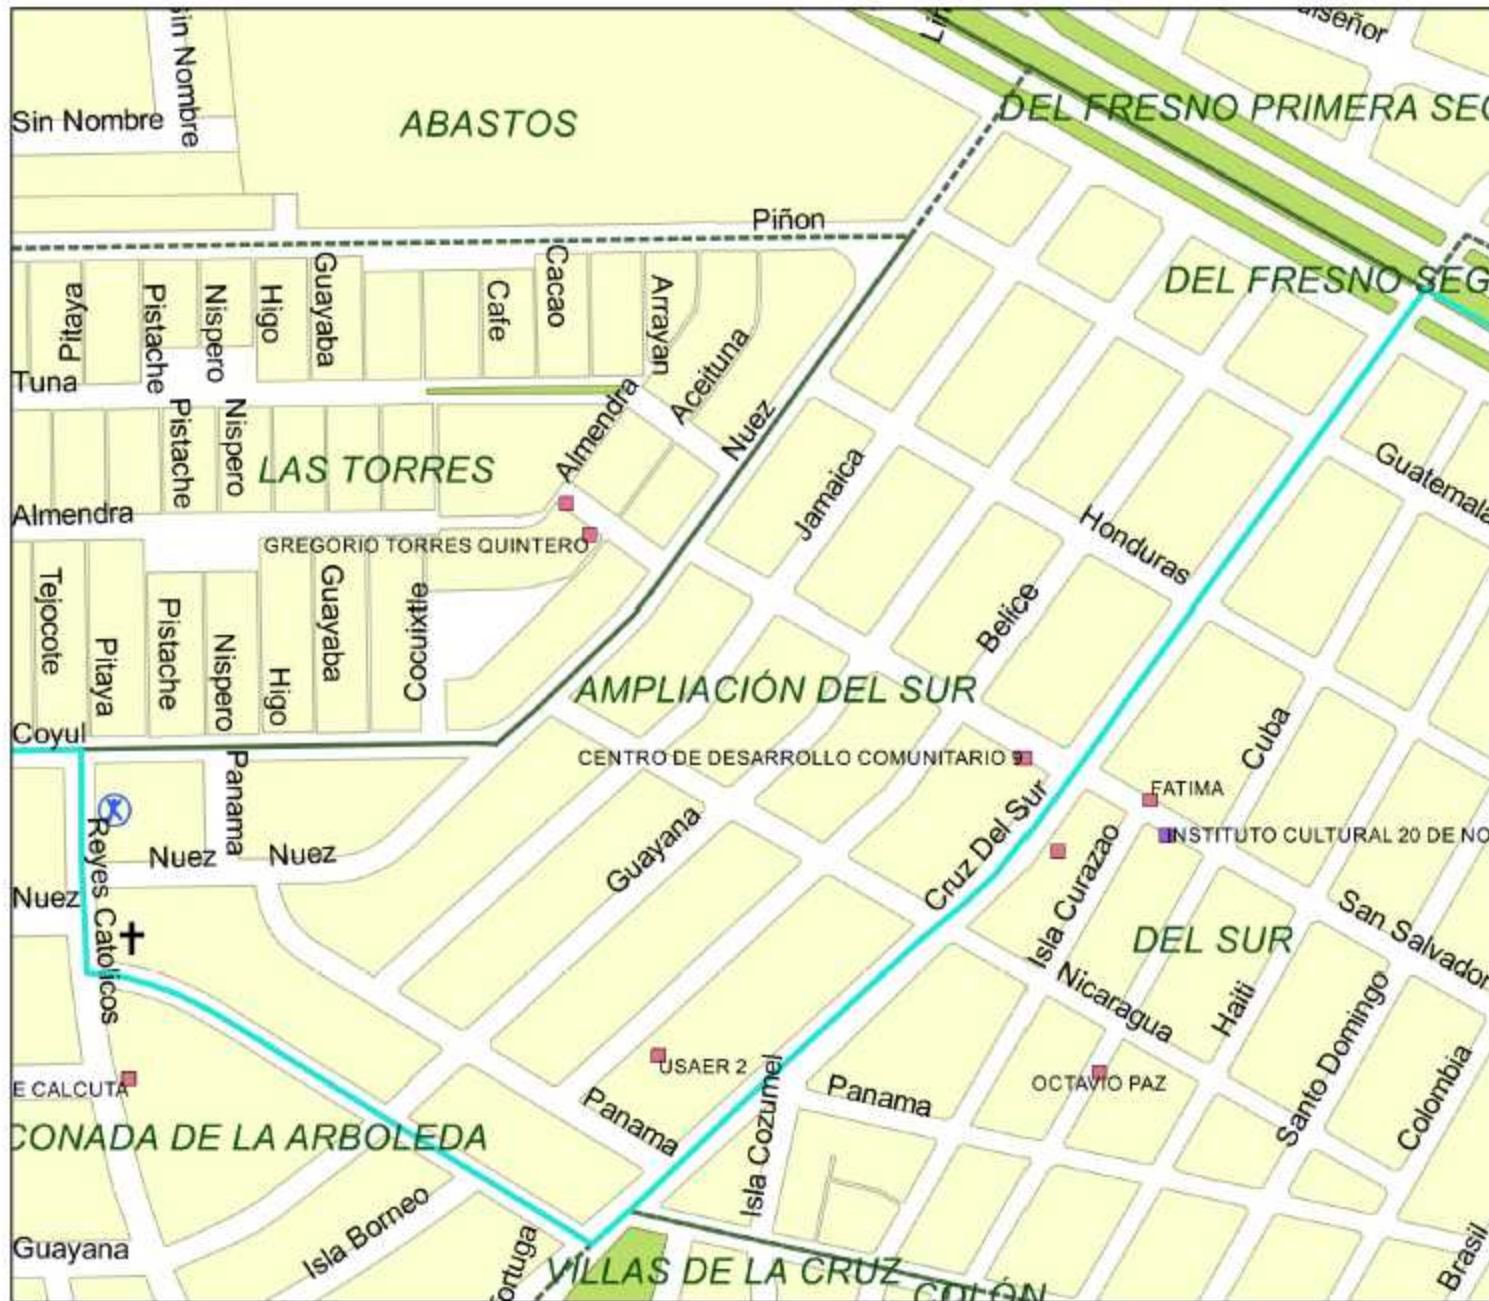 Sin Nombre
Sin Nombre
ABASTOS
DEL FRESNO PRIMERA SEC
Piñon
DEL FRESNO SEG
Pitaya
Pistache
Nispero
Higo
Guayaba
Cafe
Cacao
Arrayan
Aceituna
Tuna
Pistache
Nispero
LAS TORRES
Almendra
Nuez
Jamaica
Guatemala
Almendra
GREGORIO TORRES QUINTERO
Honduras
Tejocote
Pitaya
Pistache
Nispero
Higo
Guayaba
Cocuixtle
Belice
AMPLIACIÓN DEL SUR
Coyul
Panama
CENTRO DE DESARROLLO COMUNITARIO 9
Cuba
FATIMA
Reyes Catolicos
Nuez
Nuez
Guayana
Cruz Del Sur
Isla Curazao
INSTITUTO CULTURAL 20 DE NO
Nuez
San Salvador
DEL SUR
Nicaragua
Haiti
Santo Domingo
Colombia
USAER 2
OCTAVIO PAZ
E CALCUTA
Panama
Isla Cozumel
Panama
CONADA DE LA ARBOLEDA
Isla Borneo
Guayana
ortuga
VILLAS DE LA CRUZ
COLÓN
Brasil